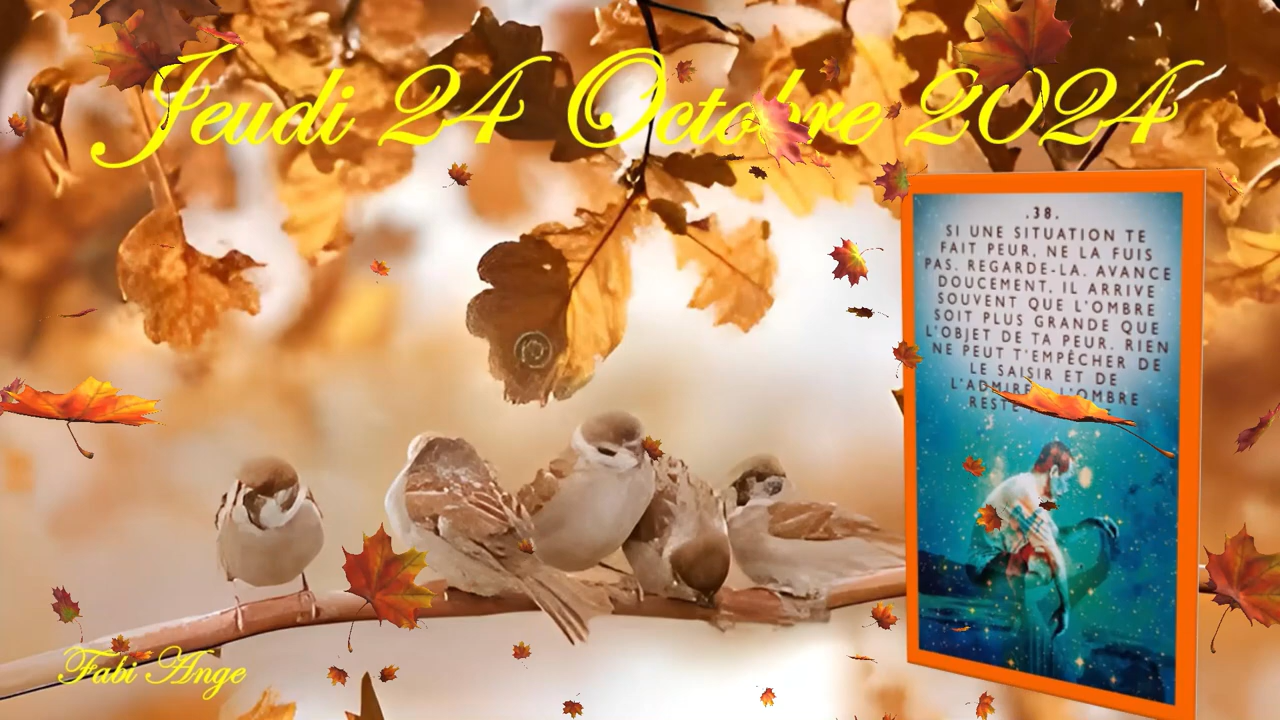 Jeudi 24 Octobre 2024
.38.
SI UNE SITUATION TE
FAIT PEUR, NE LA FUIS
PAS. REGARDE-LA. AVANCE
DOUCEMENT, IL ARRIVE
SOUVENT QUE L'OMBRE
SOIT PLUS GRANDE QUE
L'OBJET DE TA PEUR. RIEN
NE PEUT T'EMPÊCHER DE
LE SAISIR ET DE
L'ADMIRER L'OMBRE
RESTE
Fabi Ange